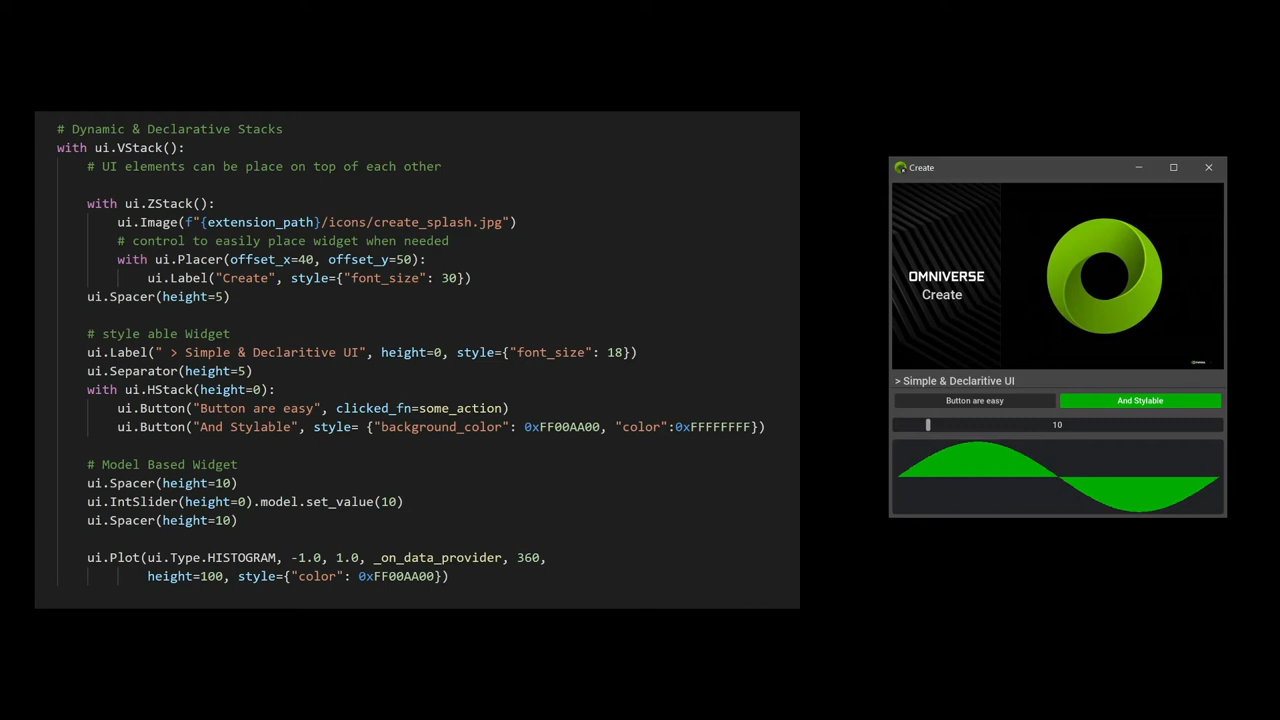 # Dynamic & Declarative Stacks
with ui.VStack():
# UI elements can be place on top of each other
with ui.ZStack():
ui.Image(f"{extension_path}/icons/create_splash.jpg")
# control to easily place widget when needed
with ui.Placer(offset_x=40, offset_y=50):
ui.Label("Create", style={"font_size": 30})
ui.Spacer(height=5)
# style able Widget
ui.Label(" > Simple & Declaritive UI", height=0, style={"font_size": 18})
ui.Separator(height=5)
with ui.HStack(height=0):
ui.Button("Button are easy", clicked_fn=some_action)
ui.Button("And Stylable", style= {"background_color": 0xFF00AA00, "color":0xFFFFFFFF})
# Model Based Widget
ui.Spacer(height=10)
ui.IntSlider(height=0).model.set_value(10)
ui.Spacer(height=10)
ui.Plot(ui.Type.HISTOGRAM, -1.0, 1.0, _on_data_provider, 360,
height=100, style={"color": 0xFF00AA00})
Create
OMNIVERSE
Create
> Simple & Declaritive UI
Button are easy
And Stylable
10